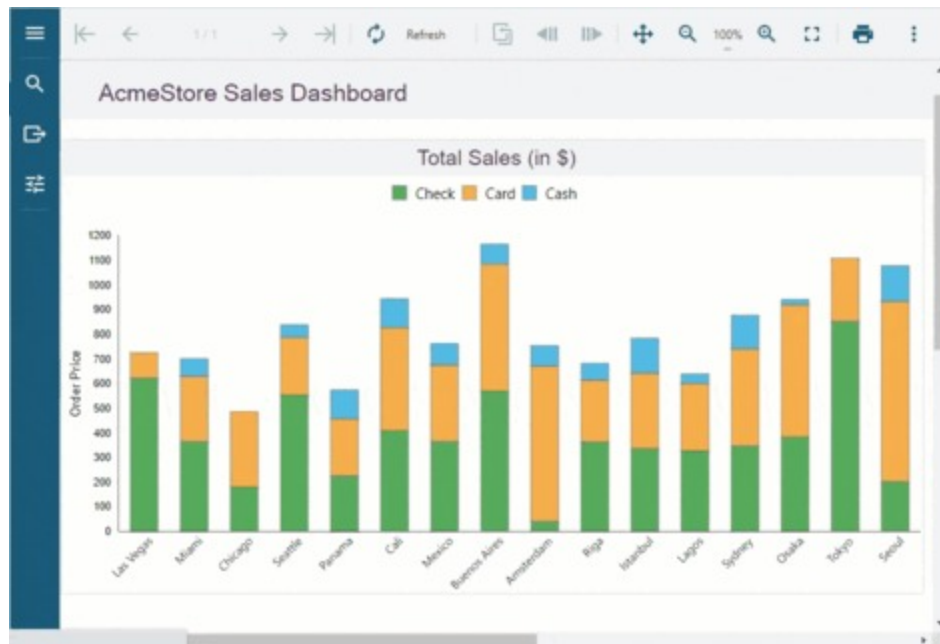 1 / 1 Refresh 100%
AcmeStore Sales Dashboard
Total Sales (in $)
Check Card Cash
1200
1100
1000
900
800
700
600
500
400
300
200
100
0
Order Price
Las Vegas Miami Chicago Seattle Panama Cali Mexico Buenos Aires Amsterdam Riga Istanbul Lagos Sydney Osaka Tokyo Seoul